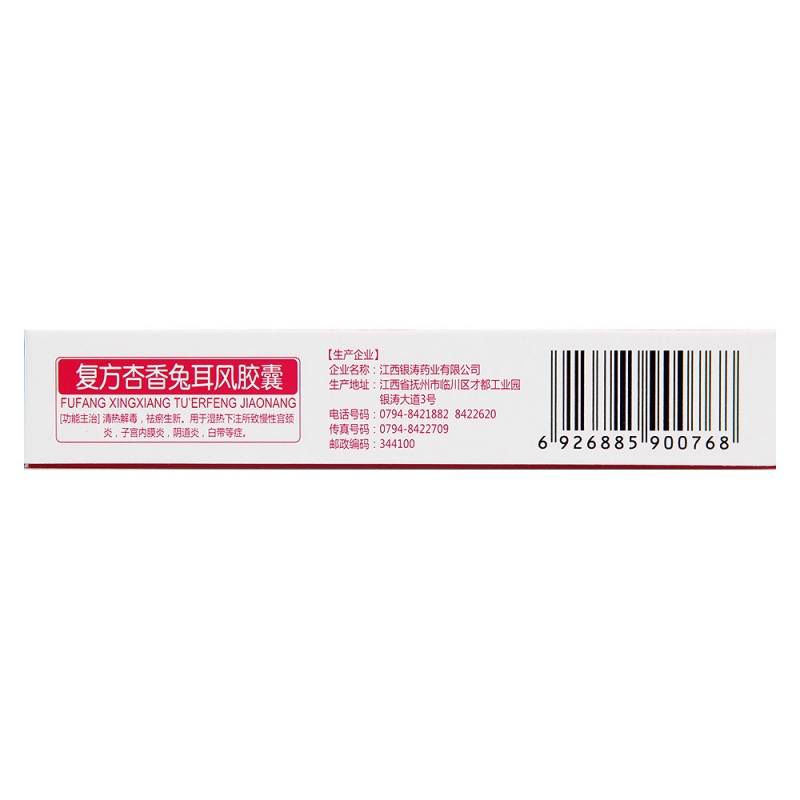 复方杏香兔耳风胶囊
FUFANG XINGXIANG TU'ERFENG JIAONANG
[功能主治] 清热解毒，祛瘀生新。用于湿热下注所致慢性宫颈
炎，子宫内膜炎，阴道炎，白带等症。
【生产企业】
企业名称：江西银涛药业有限公司
生产地址：江西省抚州市临川区才都工业园
银涛大道3号
电话号码：0794-8421882 8422620
传真号码：0794-8422709
邮政编码：344100
6 926885 900768